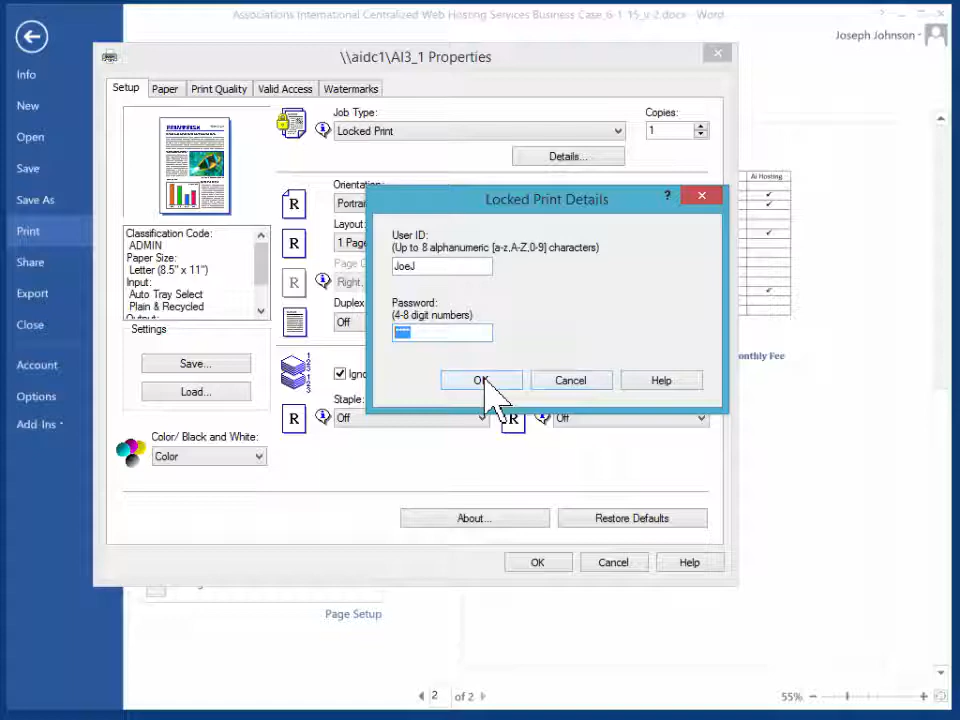 Associations International Centralized Web Hosting Services Business Case_6-1-15_v-2.docx - Word
Joseph Johnson
Info
New
Open
Save
Save As
Print
Share
Export
Close
Account
Options
Add-Ins
\\aidc1\AI3_1 Properties
Setup
Paper
Print Quality
Valid Access
Watermarks
Job Type:
Locked Print
Copies:
1
Details...
Orientation
Portrai
Layout:
1 Page
Page O
Right,
Duplex
Off
Classification Code:
ADMIN
Paper Size:
Letter (8.5" x 11")
Input:
Auto Tray Select
Plain & Recycled
Output:
Settings
Save...
Load...
Color/ Black and White:
Color
Igno
Staple:
Off
Off
About...
Restore Defaults
OK
Cancel
Help
Locked Print Details
?
User ID:
(Up to 8 alphanumeric [a-z,A-Z,0-9] characters)
JoeJ
Password:
(4-8 digit numbers)
****
OK
Cancel
Help
AI Hosting
onthly Fee
Page Setup
2 of 2
55%